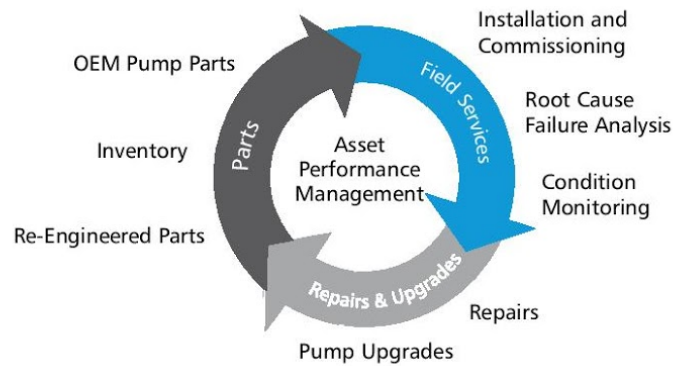 Installation and
Commissioning
OEM Pump Parts
Field Services
Root Cause
Failure Analysis
Parts
Inventory
Asset
Performance
Management
Condition
Monitoring
Re-Engineered Parts
Repairs & Upgrades
Repairs
Pump Upgrades